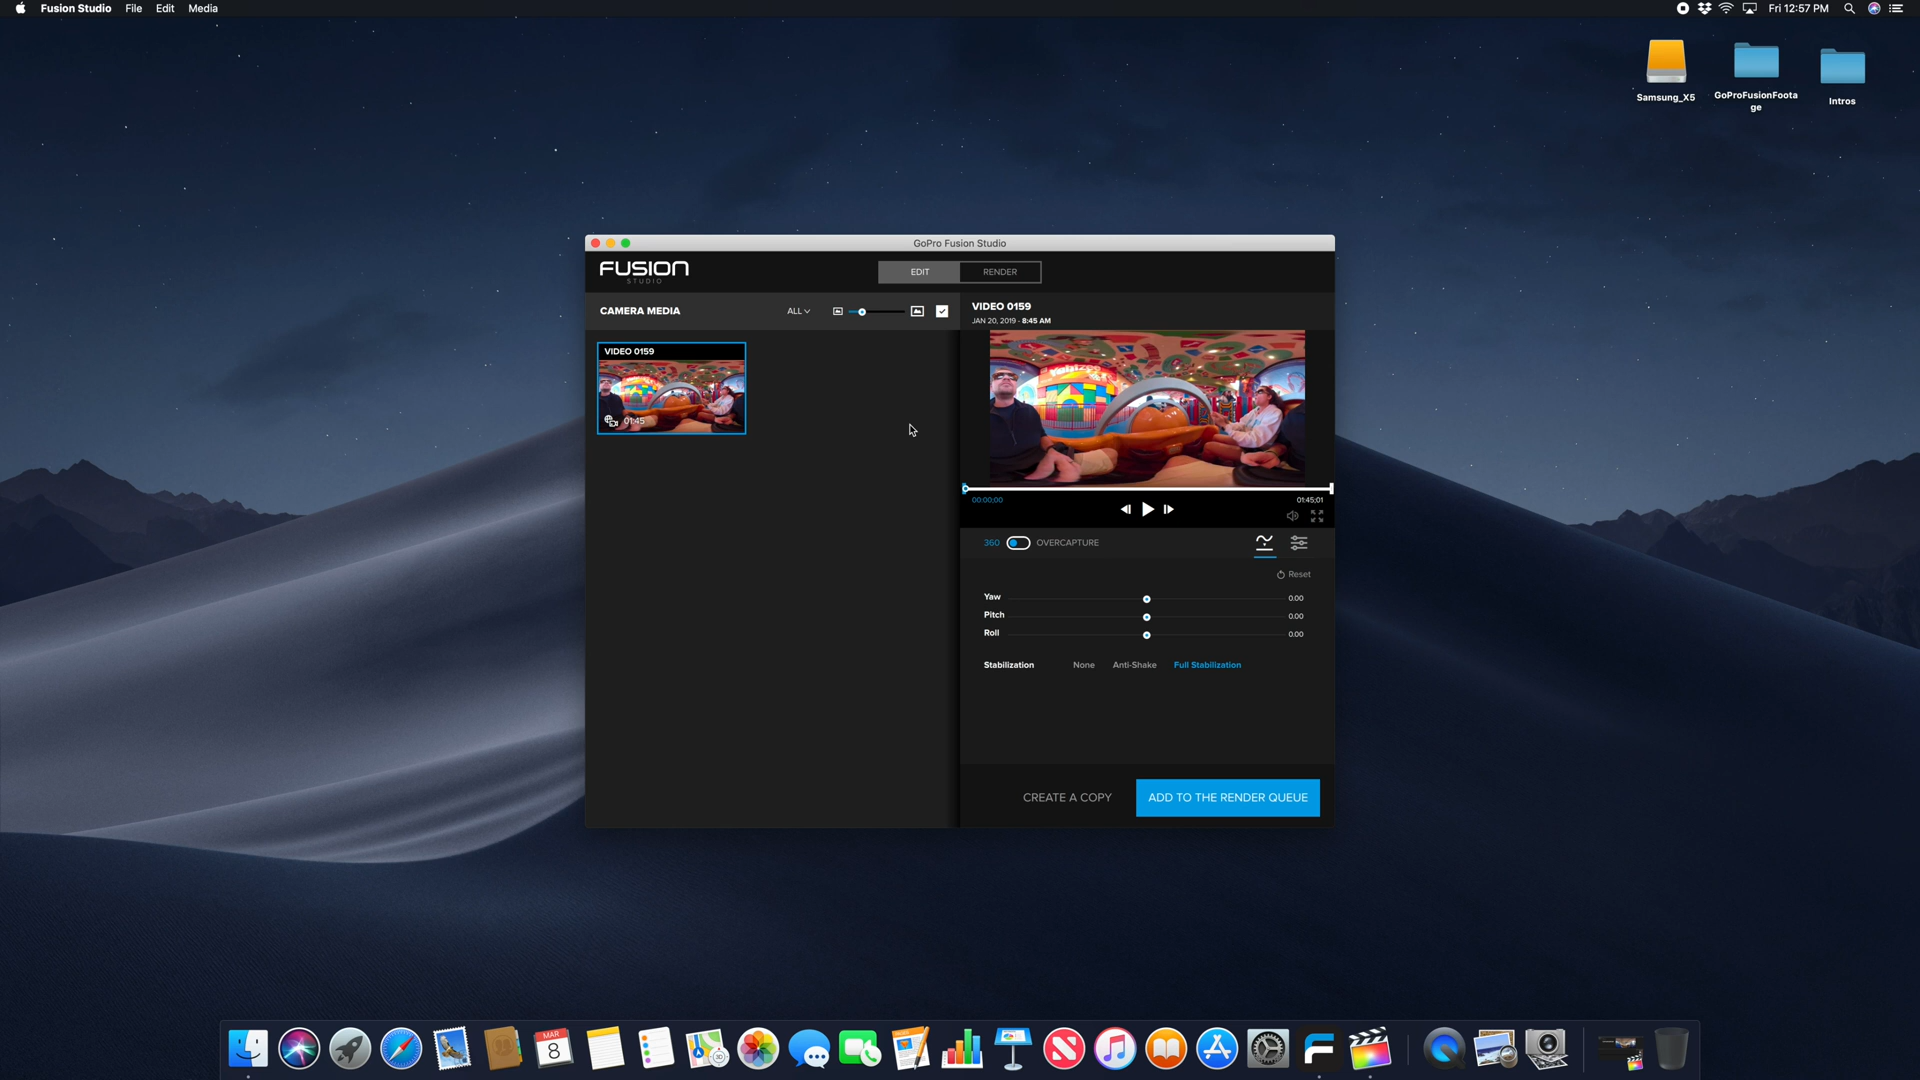 Fusion Studio File Edit Media
Fri 12:57 PM
Samsung_X5
GoProFusionFoota
ge
Intros
GoPro Fusion Studio
FUSION
STUDIO
EDIT RENDER
CAMERA MEDIA
ALL
VIDEO 0159
JAN 20, 2019 - 8:45 AM
VIDEO 0159
01:45
00:00;00
01:45;01
360 OVERCAPTURE
Reset
Yaw 0.00
Pitch 0.00
Roll 0.00
Stabilization None Anti-Shake Full Stabilization
CREATE A COPY
ADD TO THE RENDER QUEUE
MAR
8
3D